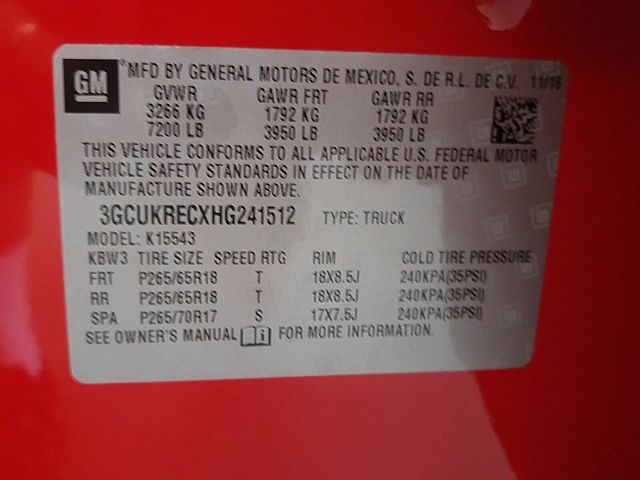 GM
MFD BY GENERAL MOTORS DE MEXICO, S. DE R.L. DE C.V. 11/16
GVWR GAWR FRT GAWR RR
3266 KG 1792 KG 1792 KG
7200 LB 3950 LB 3950 LB
THIS VEHICLE CONFORMS TO ALL APPLICABLE U.S. FEDERAL MOTOR
VEHICLE SAFETY STANDARDS IN EFFECT ON THE DATE OF
MANUFACTURE SHOWN ABOVE.
3GCUKRECXHG241512 TYPE: TRUCK
MODEL: K15543
KBW3 TIRE SIZE SPEED RTG RIM COLD TIRE PRESSURE
FRT P265/65R18 T 18X8.5J 240KPA(35PSI)
RR P265/65R18 T 18X8.5J 240KPA(35PSI)
SPA P265/70R17 S 17X7.5J 240KPA(35PSI)
SEE OWNER'S MANUAL i FOR MORE INFORMATION.